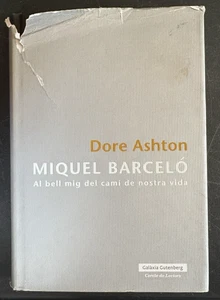 Dore Ashton
MIQUEL BARCELÓ
Al bell mig del camí de nostra vida
Galaxia Gutenberg
Cercle de Lectors